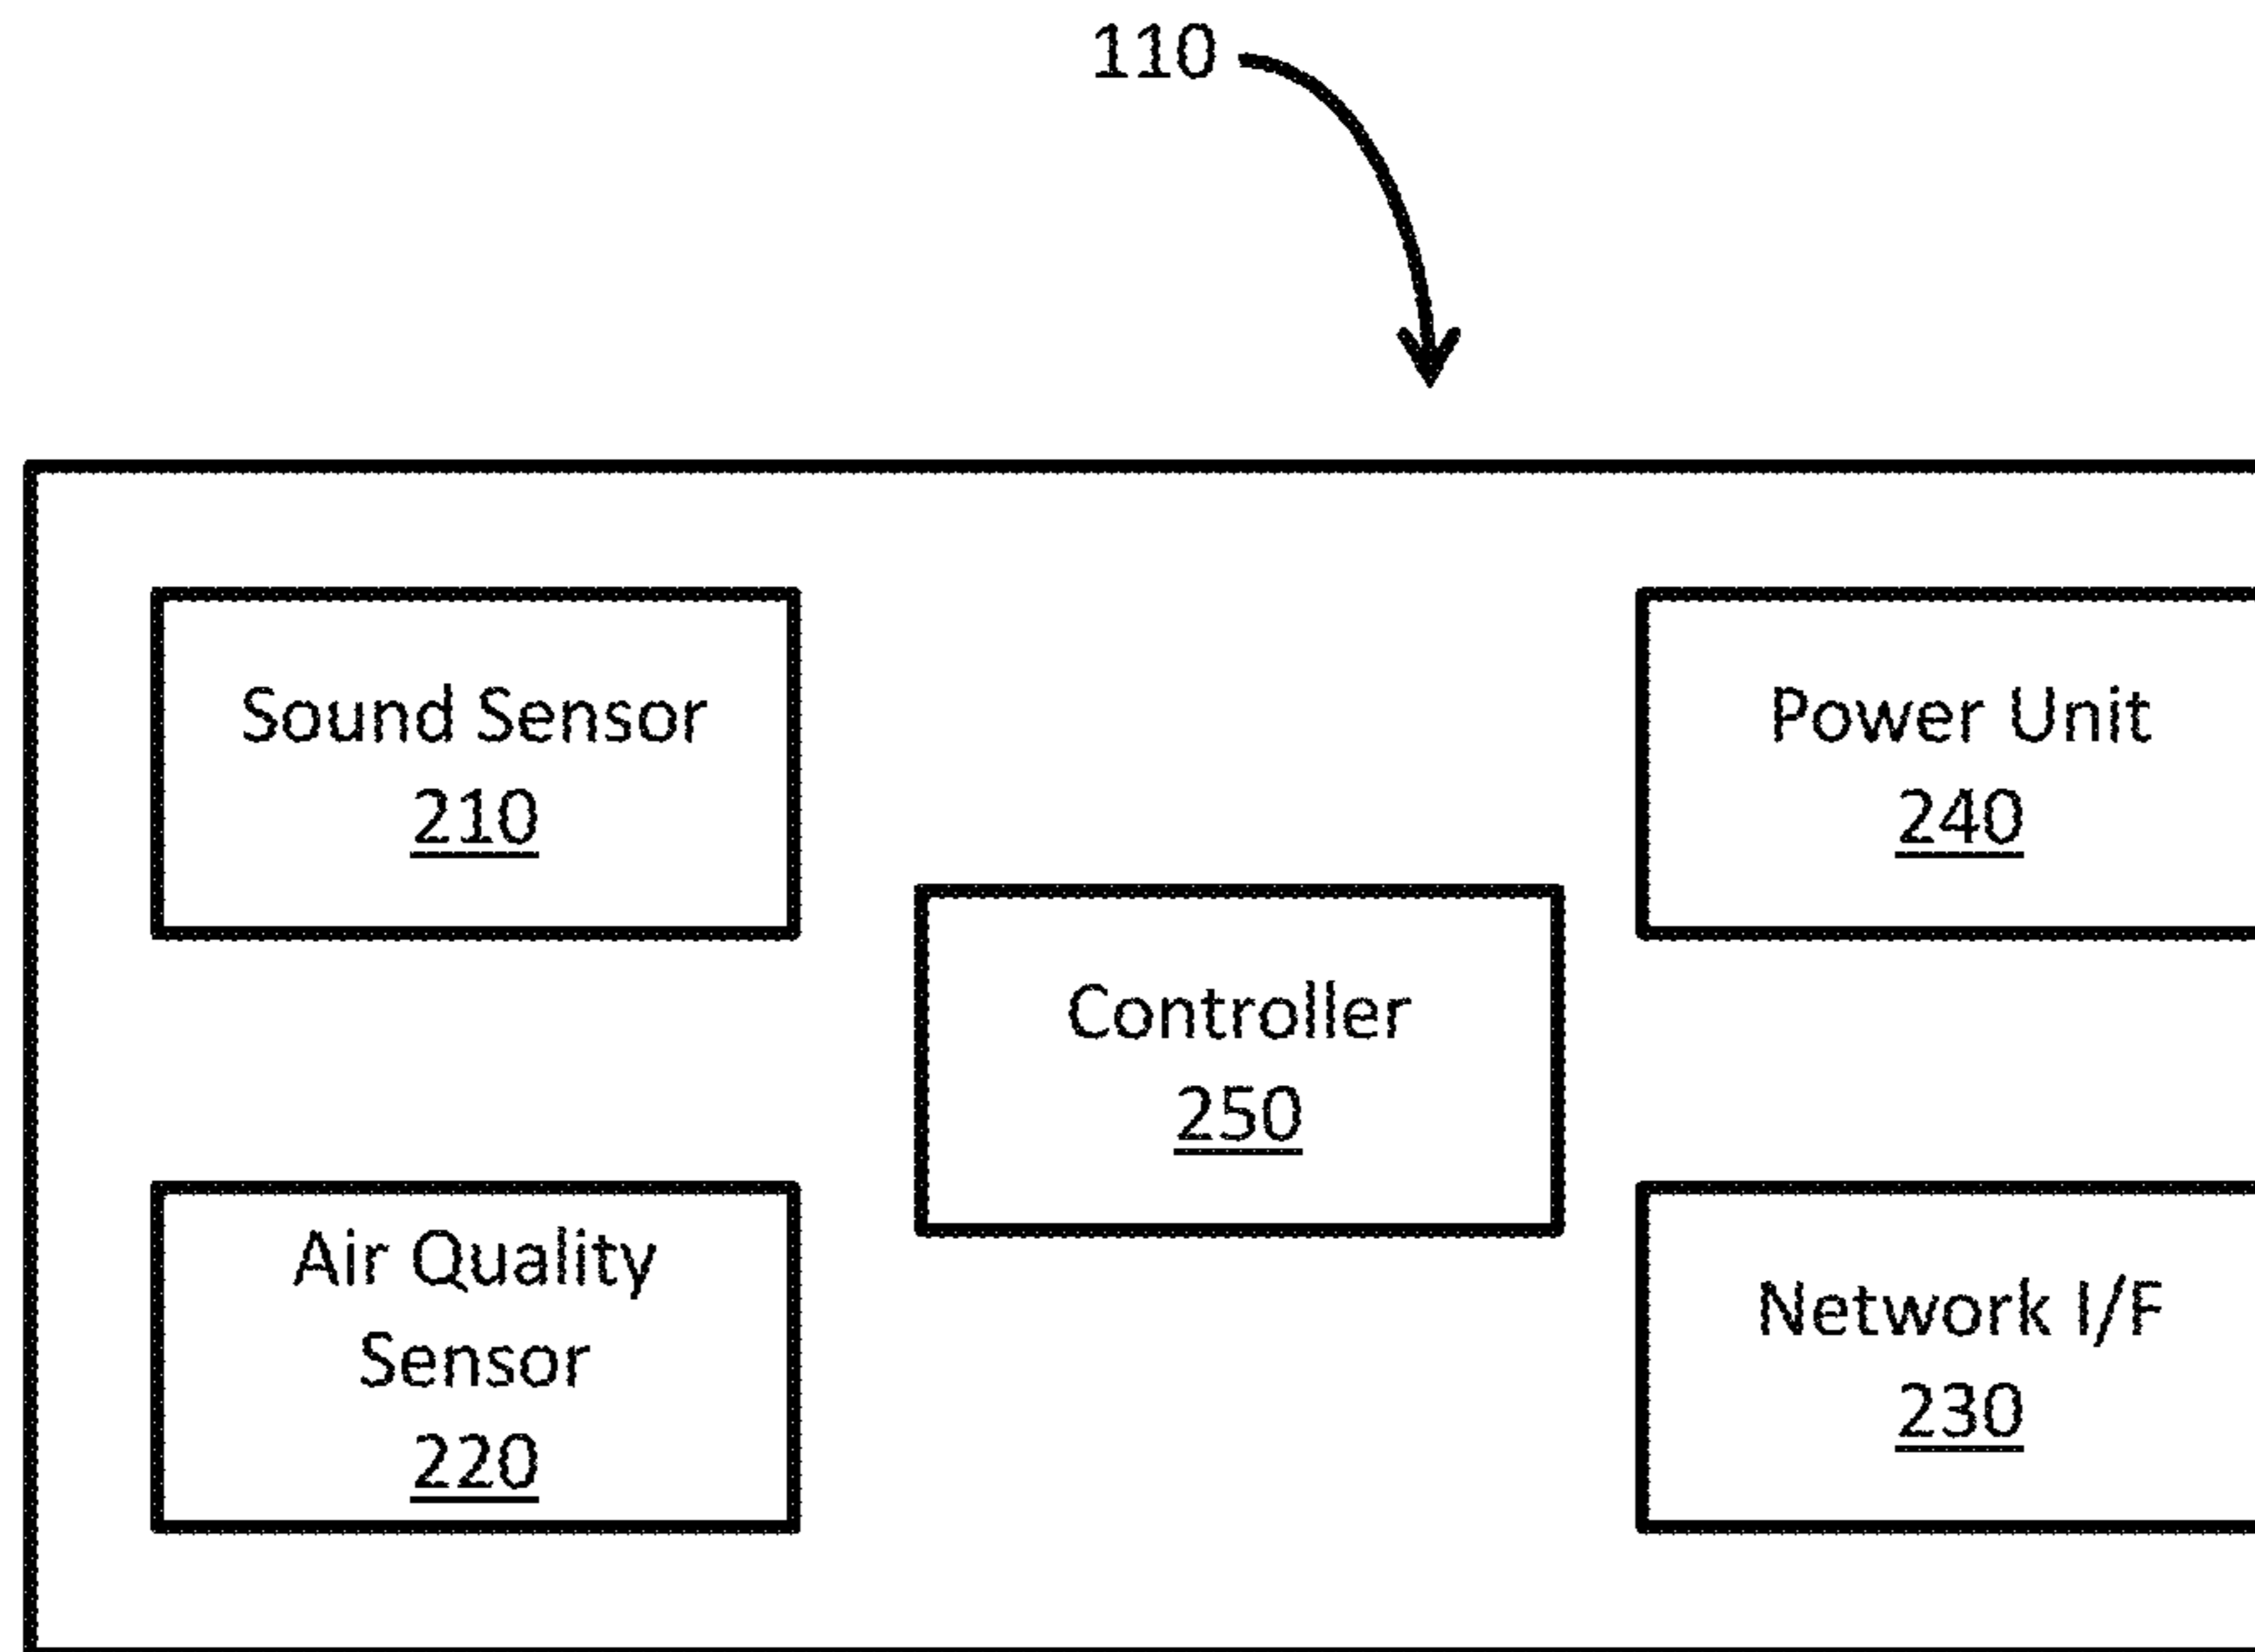 110
Sound Sensor
210
Power Unit
240
Controller
250
Air Quality
Sensor
220
Network I/F
230